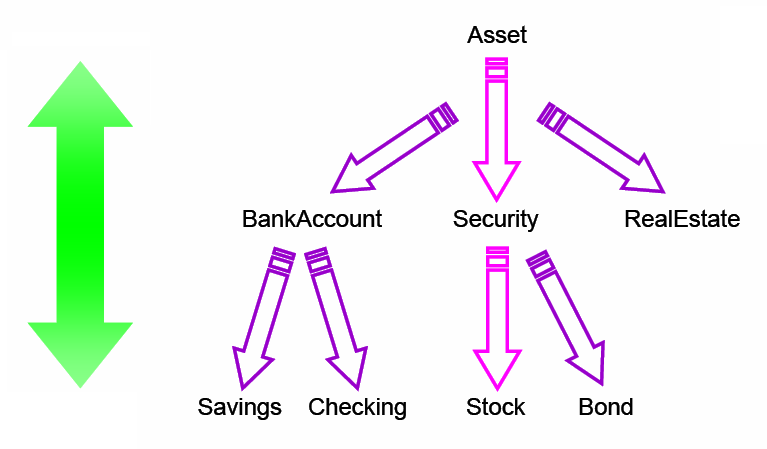 Asset
BankAccount Security RealEstate
Savings Checking Stock Bond